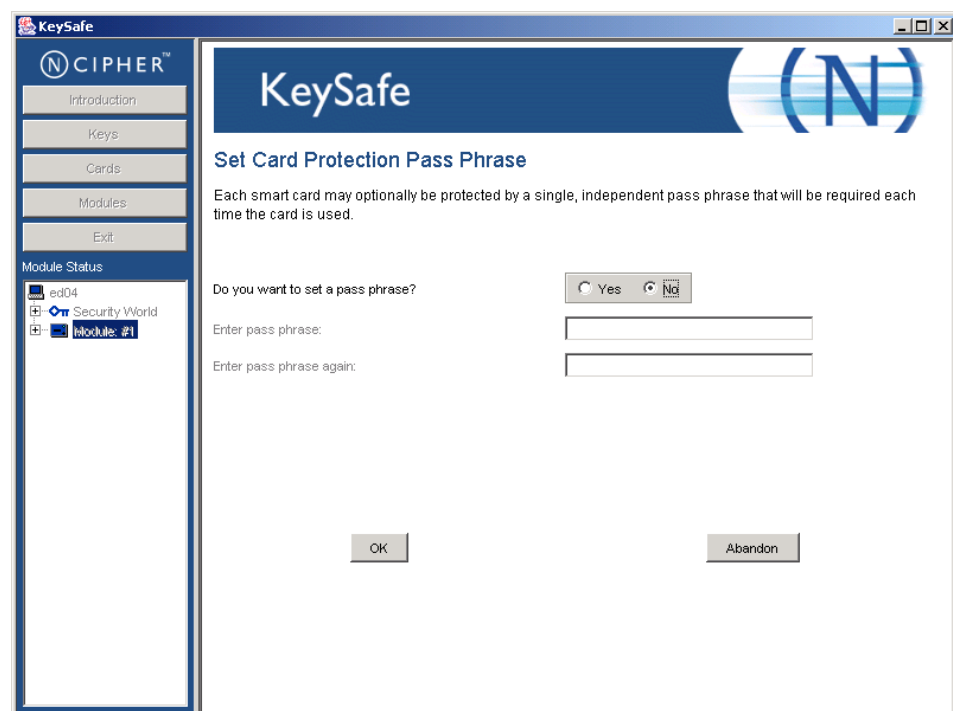 KeySafe
NCIPHER™
Introduction
Keys
Cards
Modules
Exit
Module Status
ed04
Security World
Module: #1
KeySafe
(N)
Set Card Protection Pass Phrase
Each smart card may optionally be protected by a single, independent pass phrase that will be required each
time the card is used.
Do you want to set a pass phrase?
Yes No
Enter pass phrase:
Enter pass phrase again:
OK Abandon